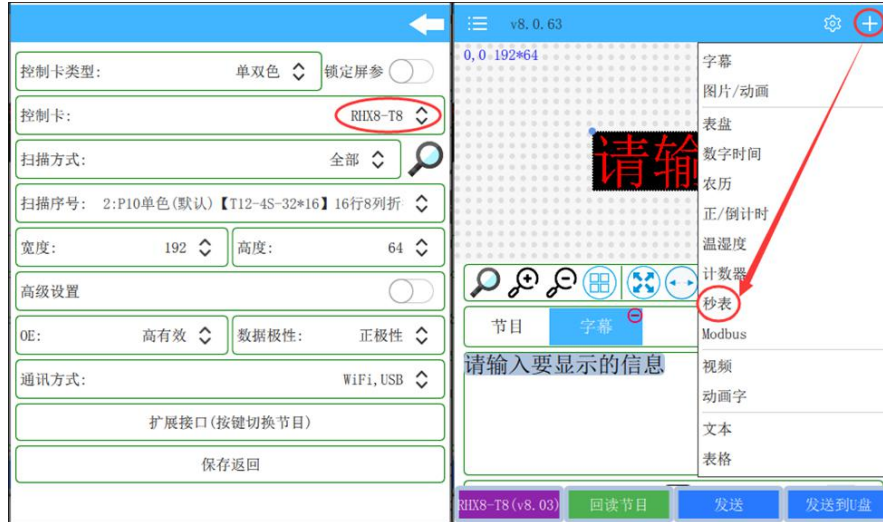 控制卡类型: 单双色 锁定屏参
控制卡: RHX8-T8
扫描方式: 全部
扫描序号: 2:P10单色(默认)【T12-4S-32*16】16行8列折
宽度: 192 高度: 64
高级设置
OE: 高有效 数据极性: 正极性
通讯方式: WiFi,USB
扩展接口(按键切换节目)
保存返回
v8.0.63
0,0 192*64
请输
字幕
图片/动画
表盘
数字时间
农历
正/倒计时
温湿度
计数器
秒表
Modbus
视频
动画字
文本
表格
节目 字幕
请输入要显示的信息
RHX8-T8(v8.03) 回读节目 发送 发送到U盘